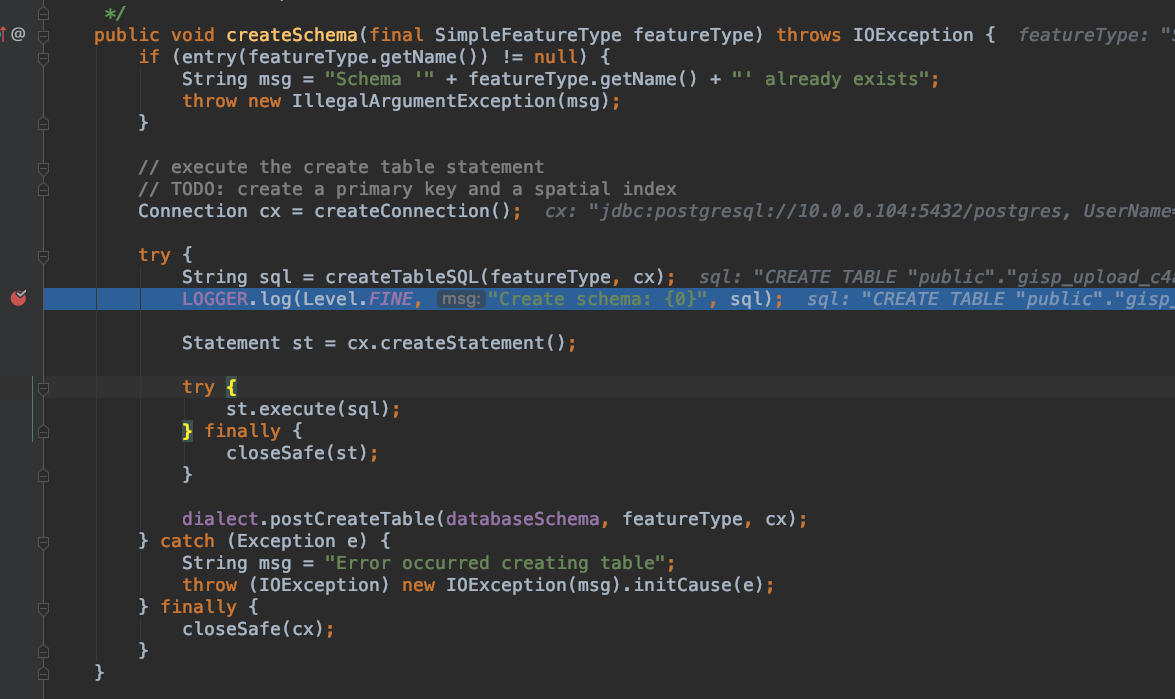 */
@ public void createSchema(final SimpleFeatureType featureType) throws IOException {  featureType: "S
if (entry(featureType.getName()) != null) {
String msg = "Schema '" + featureType.getName() + "' already exists";
throw new IllegalArgumentException(msg);
}
// execute the create table statement
// TODO: create a primary key and a spatial index
Connection cx = createConnection();  cx: "jdbc:postgresql://10.0.0.104:5432/postgres, UserName=
try {
String sql = createTableSQL(featureType, cx);  sql: "CREATE TABLE "public"."gisp_upload_c4a
LOGGER.log(Level.FINE, msg: "Create schema: {0}", sql);  sql: "CREATE TABLE "public"."gisp_
Statement st = cx.createStatement();
try {
st.execute(sql);
} finally {
closeSafe(st);
}
dialect.postCreateTable(databaseSchema, featureType, cx);
} catch (Exception e) {
String msg = "Error occurred creating table";
throw (IOException) new IOException(msg).initCause(e);
} finally {
closeSafe(cx);
}
}